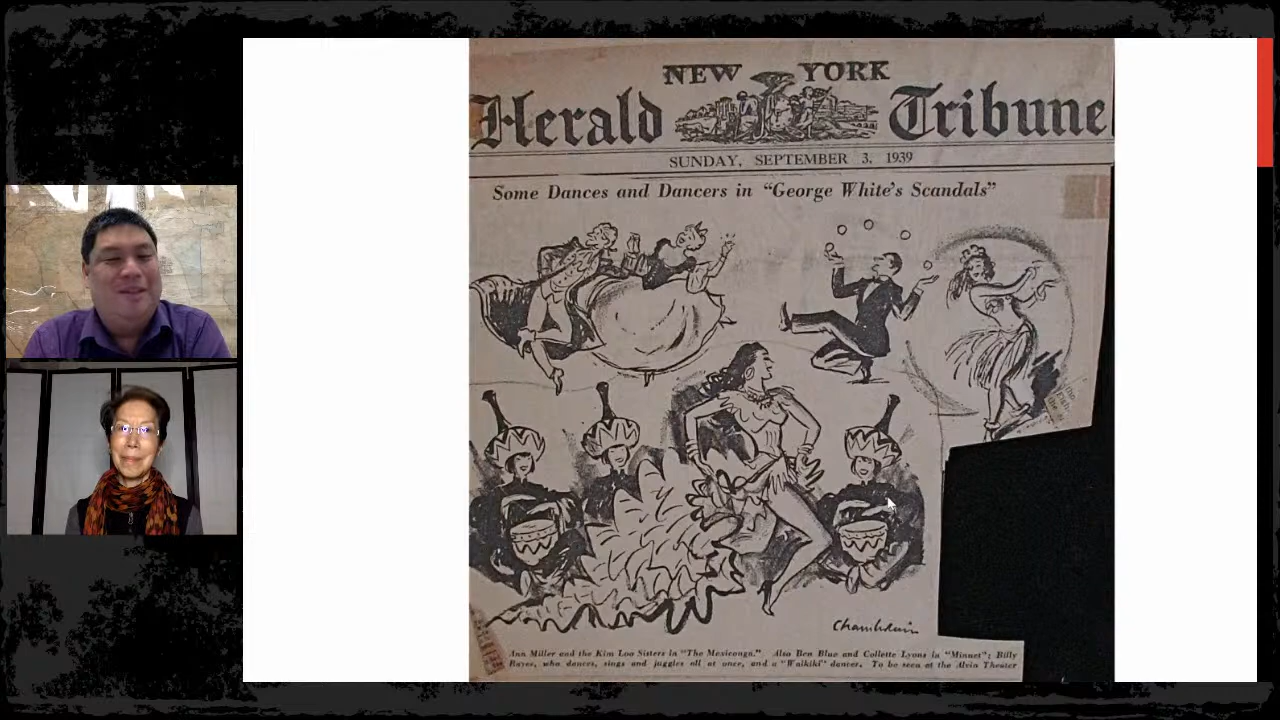 NEW YORK
Herald Tribune
SUNDAY, SEPTEMBER 3, 1939
Some Dances and Dancers in "George White's Scandals"
Chamberlain
Ann Miller and the Kim Loo Sisters in "The Mexiconga." Also Ben Blue and Collette Lyons in "Minuet"; Billy
Rayes, who dances, sings and juggles all at once, and a "Waikiki" dancer. To be seen at the Alvin Theater